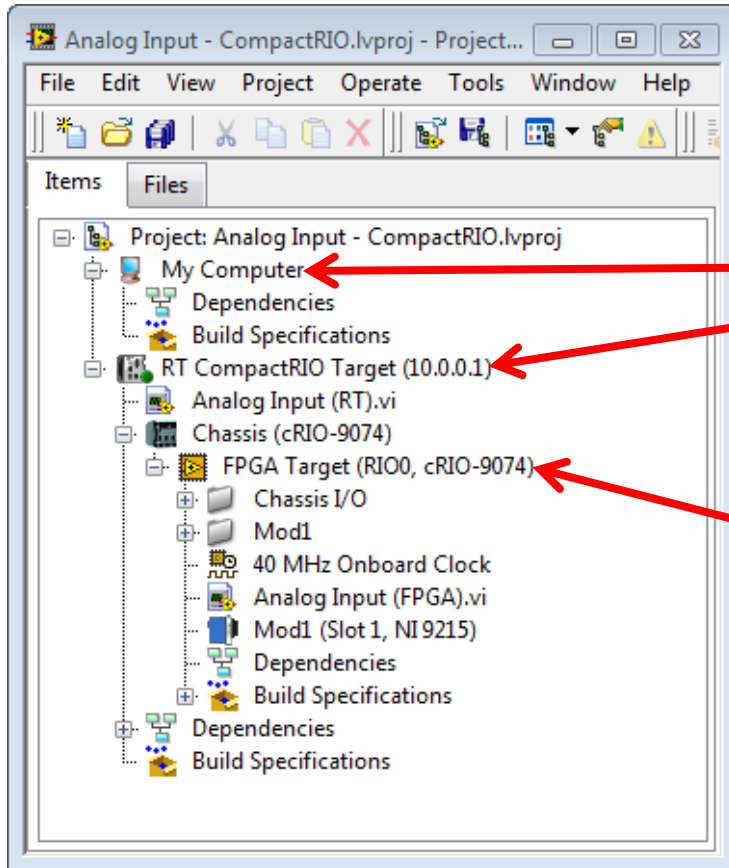 Analog Input - CompactRIO.lvproj - Project...
File Edit View Project Operate Tools Window Help
Items Files
Project: Analog Input - CompactRIO.lvproj
My Computer
Dependencies
Build Specifications
RT CompactRIO Target (10.0.0.1)
Analog Input (RT).vi
Chassis (cRIO-9074)
FPGA Target (RIO0, cRIO-9074)
Chassis I/O
Mod1
40 MHz Onboard Clock
Analog Input (FPGA).vi
Mod1 (Slot 1, NI 9215)
Dependencies
Build Specifications
Dependencies
Build Specifications